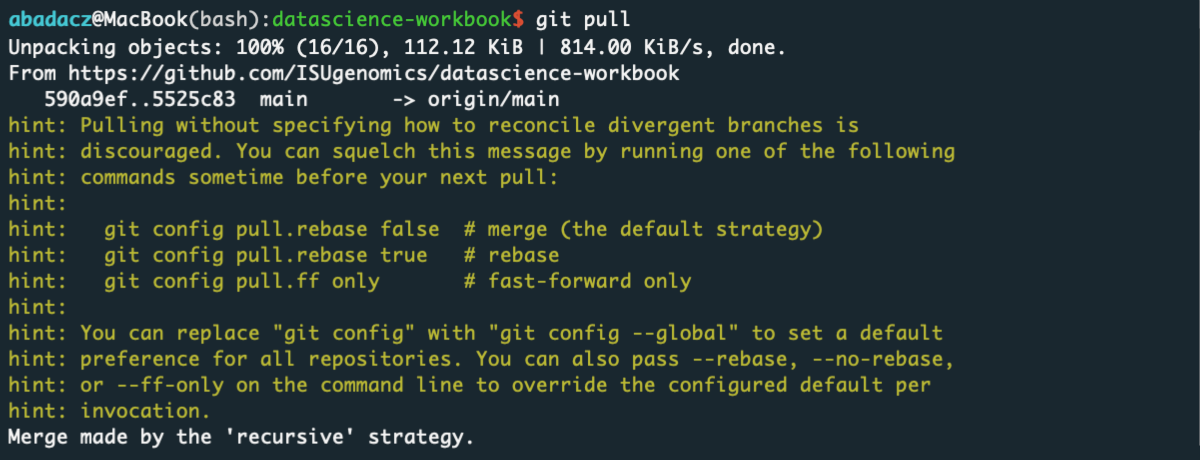 abadacz@MacBook(bash):datascience-workbook$ git pull
Unpacking objects: 100% (16/16), 112.12 KiB | 814.00 KiB/s, done.
From https://github.com/ISUgenomics/datascience-workbook
   590a9ef..5525c83  main       -> origin/main
hint: Pulling without specifying how to reconcile divergent branches is
hint: discouraged. You can squelch this message by running one of the following
hint: commands sometime before your next pull:
hint:
hint:   git config pull.rebase false  # merge (the default strategy)
hint:   git config pull.rebase true   # rebase
hint:   git config pull.ff only       # fast-forward only
hint:
hint: You can replace "git config" with "git config --global" to set a default
hint: preference for all repositories. You can also pass --rebase, --no-rebase,
hint: or --ff-only on the command line to override the configured default per
hint: invocation.
Merge made by the 'recursive' strategy.